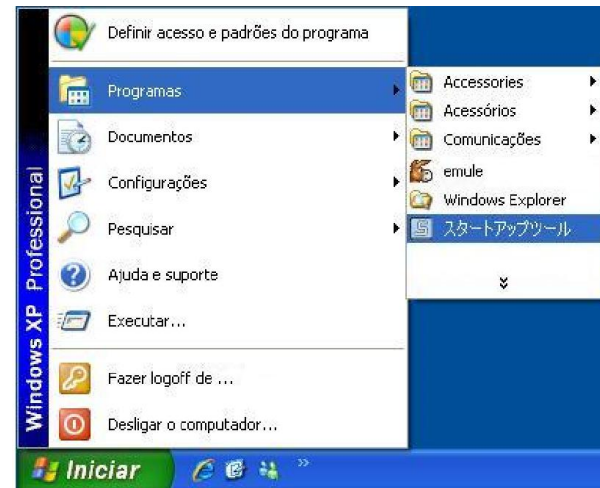 Definir acesso e padrões do programa
Programas
Documentos
Configurações
Pesquisar
Ajuda e suporte
Executar...
Fazer logoff de ...
Desligar o computador...
Windows XP Professional
Accessories
Acessórios
Comunicações
emule
Windows Explorer
スタートアップツール
Iniciar